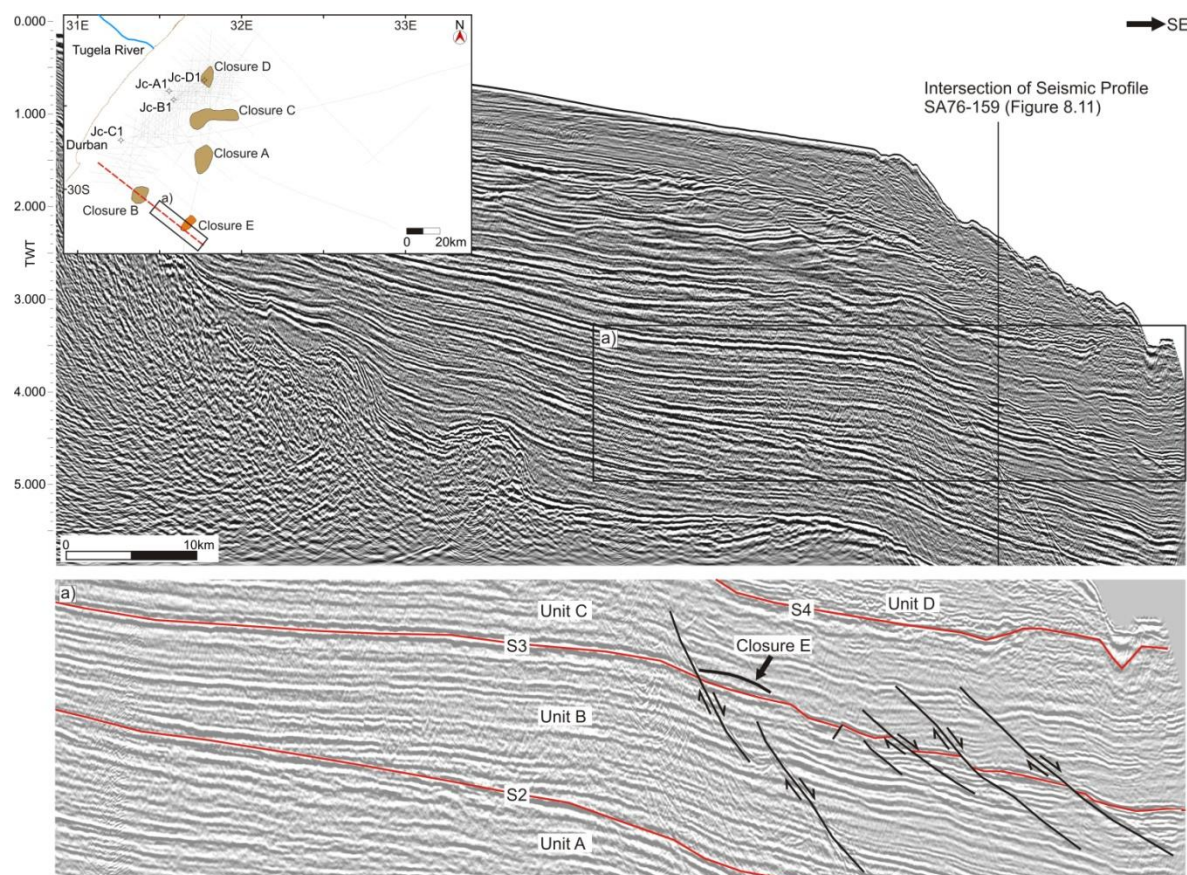 0.000
1.000
2.000
3.000
4.000
5.000
TWT
31E
32E
33E
N
Tugela River
Closure D
Jc-D1
Jc-A1
Jc-B1
Closure C
Jc-C1
Durban
Closure A
30S
a)
Closure B
Closure E
0 20km
SE
Intersection of Seismic Profile
SA76-159 (Figure 8.11)
a)
0 10km
a)
Unit C
S4
Unit D
S3
Closure E
Unit B
S2
Unit A